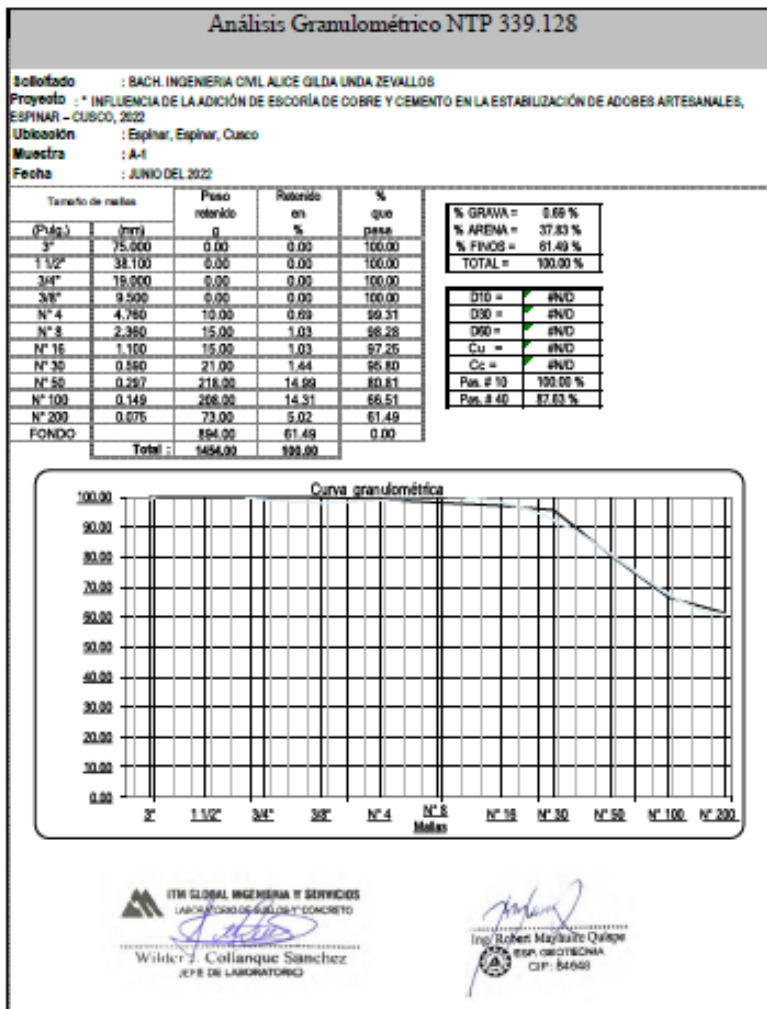 Análisis Granulométrico NTP 339.128
Solicitado : BACH. INGENIERIA CIVIL ALICE GILDA UNDA ZEVALLOS
Proyecto : " INFLUENCIA DE LA ADICIÓN DE ESCORÍA DE COBRE Y CEMENTO EN LA ESTABILIZACIÓN DE ADOBES ARTESANALES,
ESPINAR – CUSCO, 2022
Ubicación : Espinar, Espinar, Cusco
Muestra : A-1
Fecha : JUNIO DEL 2022
Tamaño de mallas Peso Retenido %
retenido en que
(Pulg.) (mm) g % pasa
3" 75.000 0.00 0.00 100.00
1 1/2" 38.100 0.00 0.00 100.00
3/4" 19.000 0.00 0.00 100.00
3/8" 9.500 0.00 0.00 100.00
N° 4 4.760 10.00 0.69 99.31
N° 8 2.360 15.00 1.03 98.28
N° 16 1.100 15.00 1.03 97.25
N° 30 0.590 21.00 1.44 95.80
N° 50 0.297 218.00 14.99 80.81
N° 100 0.149 208.00 14.31 66.51
N° 200 0.075 73.00 5.02 61.49
FONDO 894.00 61.49 0.00
Total : 1454.00 100.00
% GRAVA = 0.69 %
% ARENA = 37.83 %
% FINOS = 61.49 %
TOTAL = 100.00 %
D10 = #N/D
D30 = #N/D
D60 = #N/D
Cu = #N/D
Cc = #N/D
Pas. # 10 100.00 %
Pas. # 40 87.63 %
Curva granulométrica
100.00
90.00
80.00
70.00
60.00
50.00
40.00
30.00
20.00
10.00
0.00
3" 1 1/2" 3/4" 3/8" N° 4 N° 8 N° 16 N° 30 N° 50 N° 100 N° 200
Mallas
ITM GLOBAL INGENIERIA Y SERVICIOS
LABORATORIO DE SUELOS Y CONCRETO
Wilder J. Collanque Sanchez
JEFE DE LABORATORIO
Ing. Robert Mayhuire Quispe
ESP. GEOTECNIA
CIP: 84648